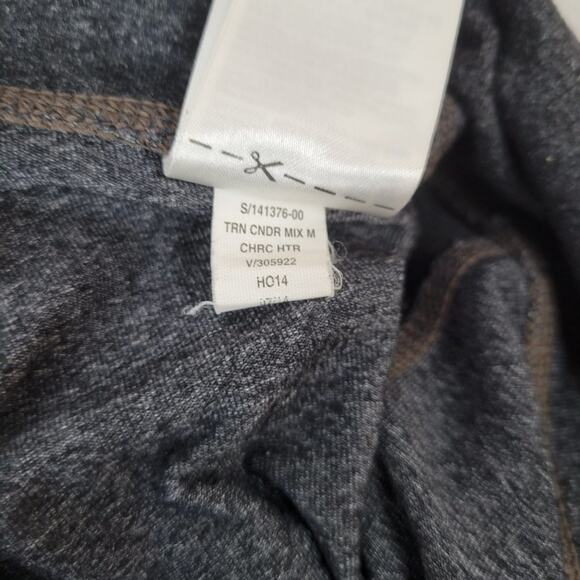 S/141376-00
TRN CNDR MIX M
CHRC HTR
V/305922
HO14